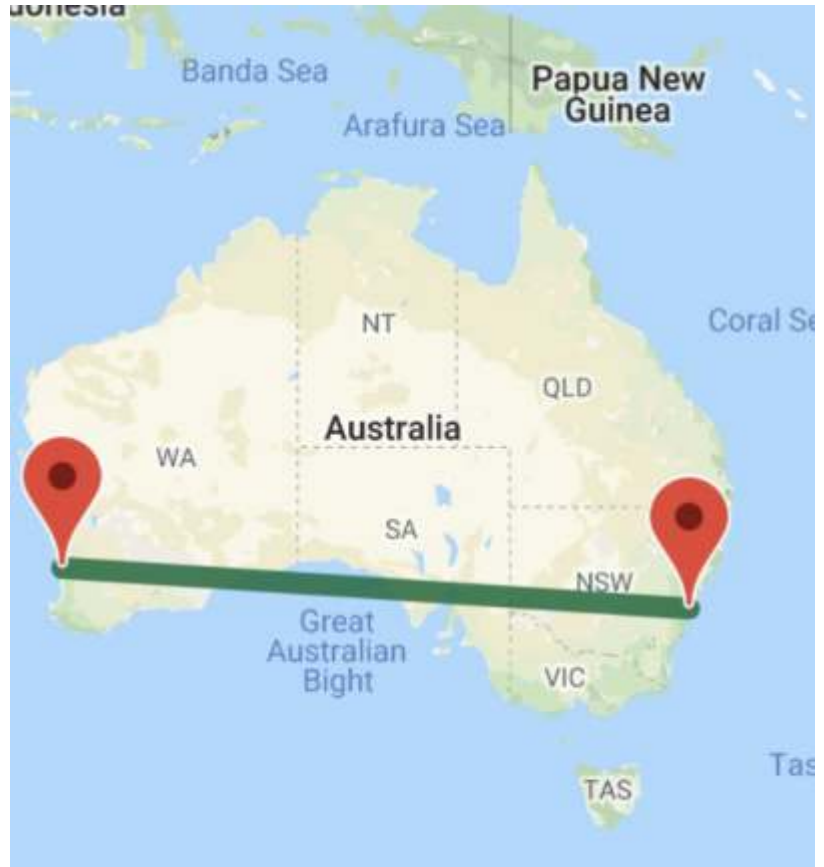 Banda Sea
Papua New
Guinea
Arafura Sea
NT
Coral Se
QLD
Australia
WA
SA
NSW
Great
Australian
Bight
VIC
Tas
TAS